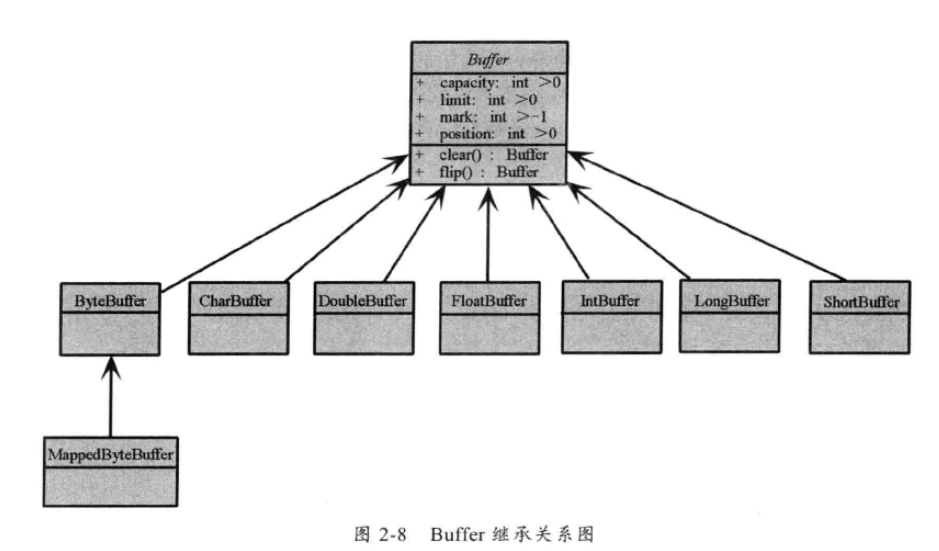 Buffer
+ capacity: int >0
+ limit: int >0
+ mark: int >-1
+ position: int >0
+ clear() : Buffer
+ flip() : Buffer
ByteBuffer CharBuffer DoubleBuffer FloatBuffer IntBuffer LongBuffer ShortBuffer
MappedByteBuffer
图 2-8 Buffer 继承关系图